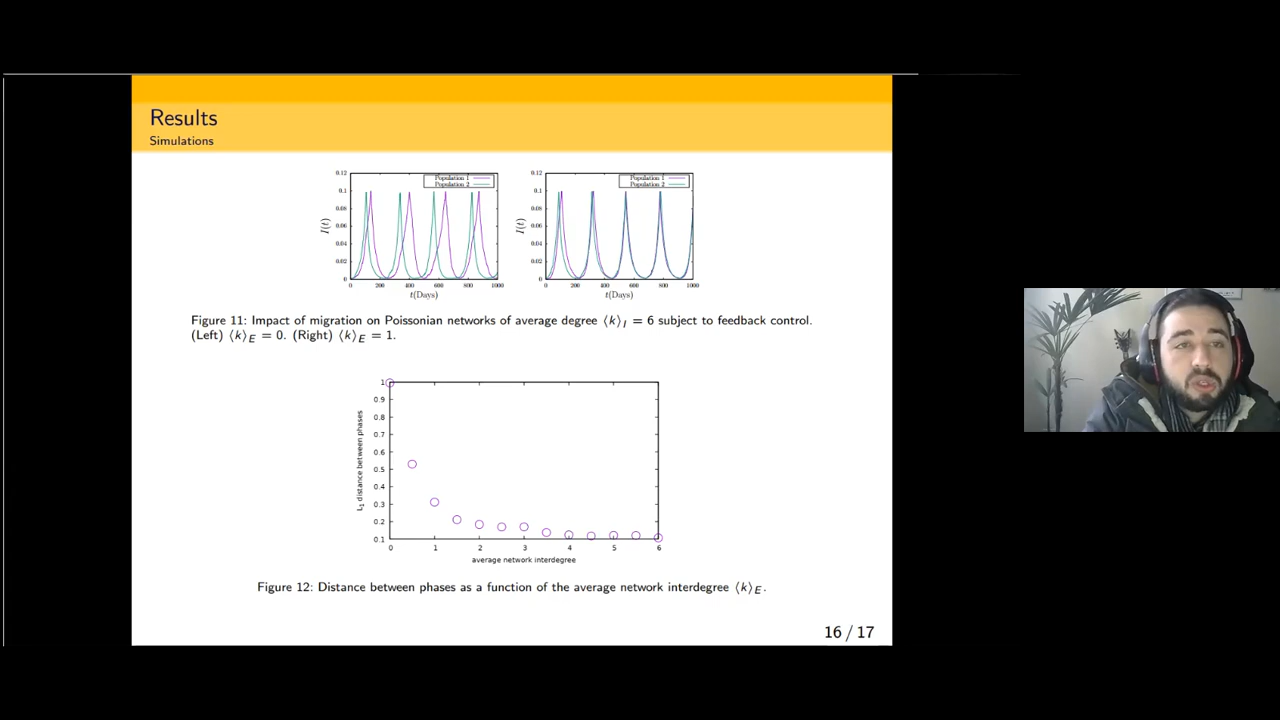 Results
Simulations
0.12
0.1
0.08
0.06
0.04
0.02
0
I(t)
Population 1
Population 2
0 200 400 600 800 1000
t(Days)
0.12
0.1
0.08
0.06
0.04
0.02
0
I(t)
Population 1
Population 2
0 200 400 600 800 1000
t(Days)
Figure 11: Impact of migration on Poissonian networks of average degree ⟨k⟩I = 6 subject to feedback control.
(Left) ⟨k⟩E = 0. (Right) ⟨k⟩E = 1.
1
0.9
0.8
0.7
0.6
0.5
0.4
0.3
0.2
0.1
L1 distance between phases
0 1 2 3 4 5 6
average network interdegree
Figure 12: Distance between phases as a function of the average network interdegree ⟨k⟩E.
16 / 17